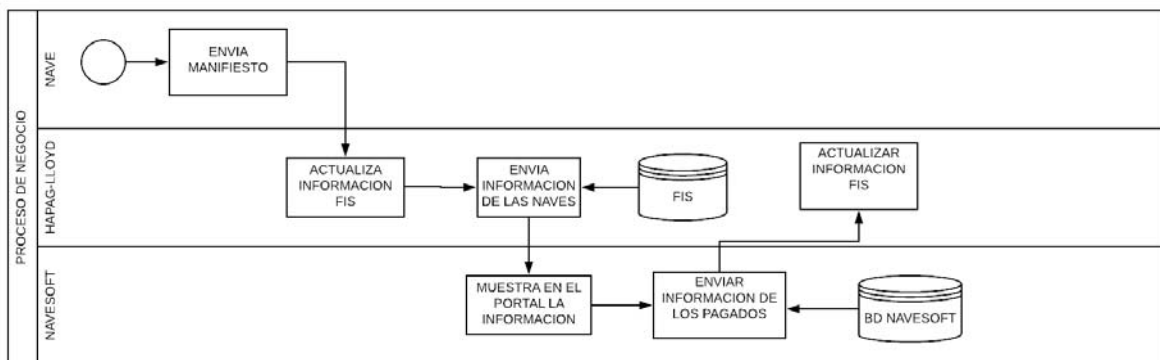 PROCESO DE NEGOCIO
NAVE
ENVIA
MANIFIESTO
HAPAG-LLOYD
ACTUALIZA
INFORMACION
FIS
ENVIA
INFORMACION
DE LAS NAVES
FIS
ACTUALIZAR
INFORMACION
FIS
NAVESOFT
MUESTRA EN EL
PORTAL LA
INFORMACION
ENVIAR
INFORMACION DE
LOS PAGADOS
BD NAVESOFT